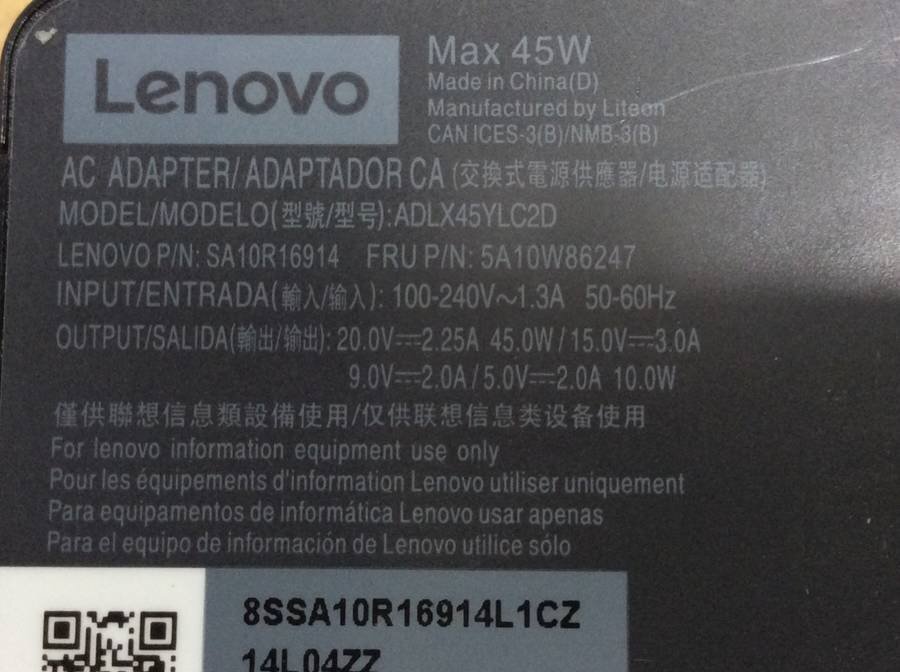 Lenovo
Max 45W
Made in China(D)
Manufactured by Liteon
CAN ICES-3(B)/NMB-3(B)
AC ADAPTER/ADAPTADOR CA (交換式電源供應器/电源适配器)
MODEL/MODELO(型號/型号):ADLX45YLC2D
LENOVO P/N: SA10R16914 FRU P/N: 5A10W86247
INPUT/ENTRADA(輸入/输入): 100-240V～1.3A 50-60Hz
OUTPUT/SALIDA(輸出/输出): 20.0V⎓2.25A 45.0W / 15.0V⎓3.0A
9.0V⎓2.0A / 5.0V⎓2.0A 10.0W
僅供聯想信息類設備使用/仅供联想信息类设备使用
For lenovo information equipment use only
Pour les équipements d'information Lenovo utiliser uniquement
Para equipamentos de informática Lenovo usar apenas
Para el equipo de información de Lenovo utilice sólo
8SSA10R16914L1CZ
14L04ZZ